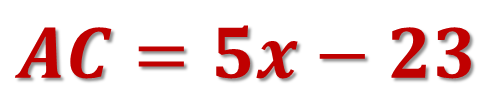 AC = 5x − 23